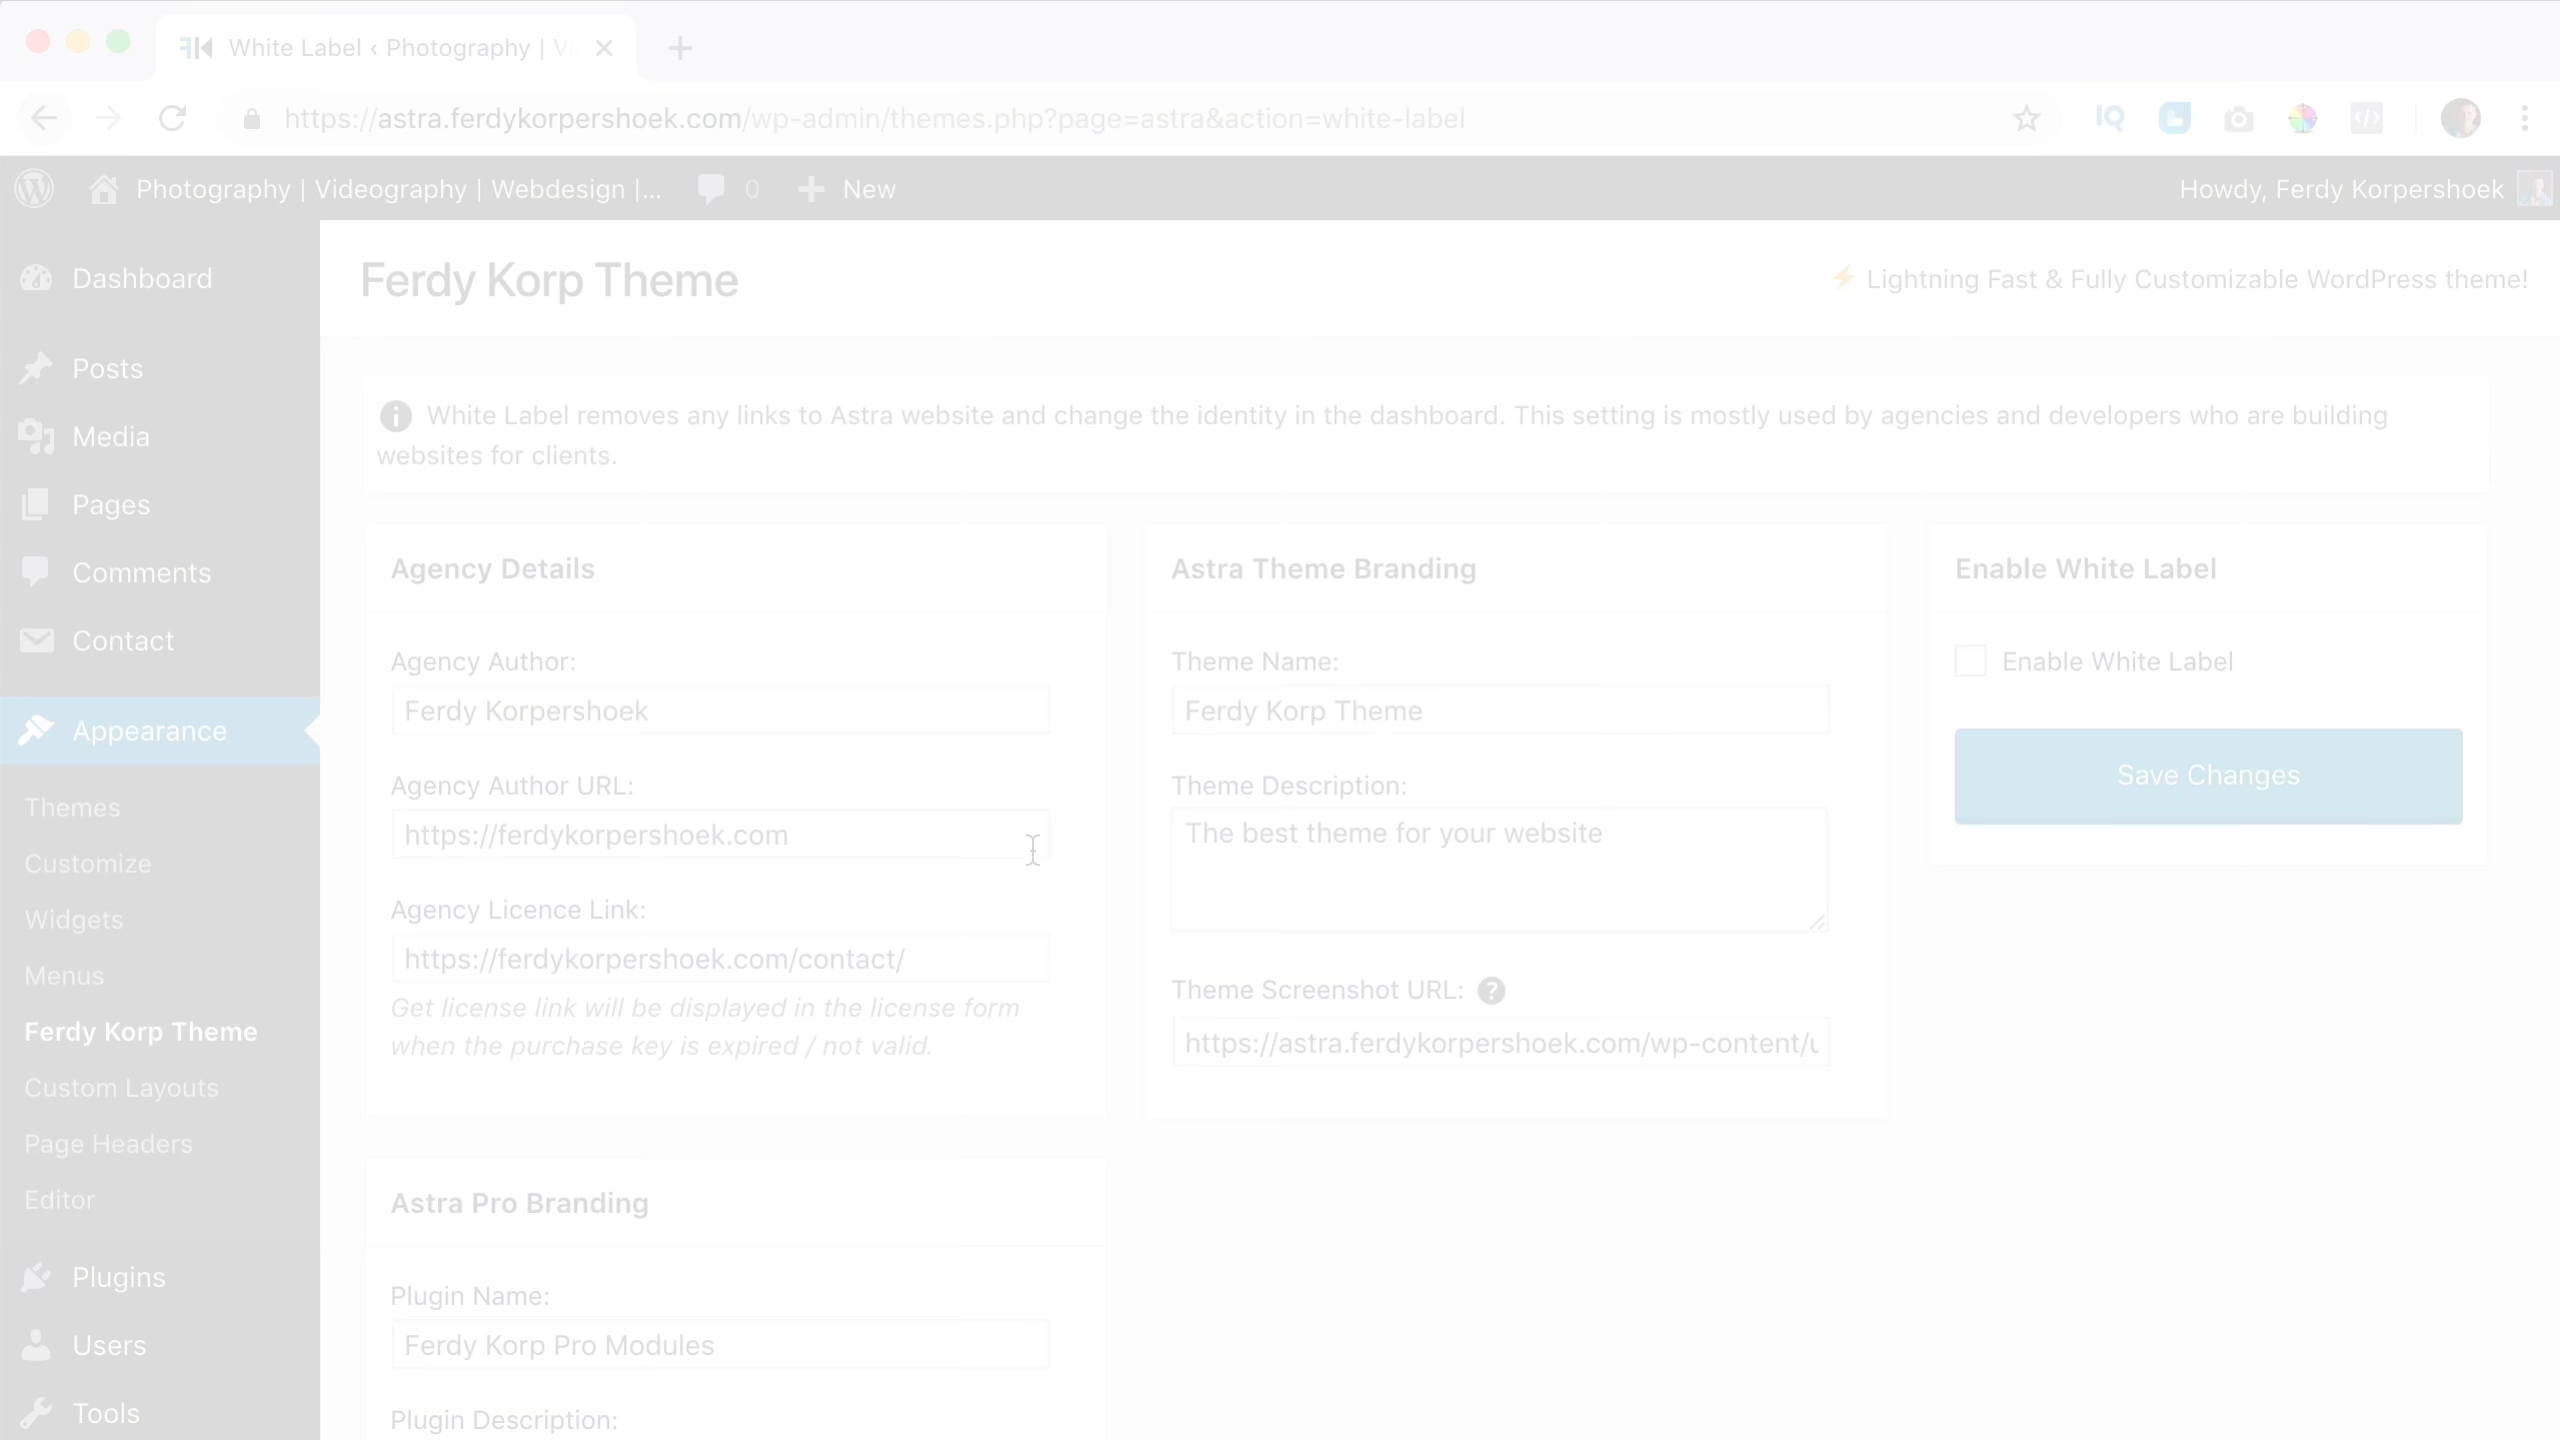 White Label ‹ Photography | Vi
https://astra.ferdykorpershoek.com/wp-admin/themes.php?page=astra&action=white-label
IQ
Photography | Videography | Webdesign |...
0
New
Howdy, Ferdy Korpershoek
Dashboard
Posts
Media
Pages
Comments
Contact
Appearance
Themes
Customize
Widgets
Menus
Ferdy Korp Theme
Custom Layouts
Page Headers
Editor
Plugins
Users
Tools
Ferdy Korp Theme
Lightning Fast & Fully Customizable WordPress theme!
White Label removes any links to Astra website and change the identity in the dashboard. This setting is mostly used by agencies and developers who are building
websites for clients.
Agency Details
Agency Author:
Ferdy Korpershoek
Agency Author URL:
https://ferdykorpershoek.com
Agency Licence Link:
https://ferdykorpershoek.com/contact/
Get license link will be displayed in the license form
when the purchase key is expired / not valid.
Astra Theme Branding
Theme Name:
Ferdy Korp Theme
Theme Description:
The best theme for your website
Theme Screenshot URL:
https://astra.ferdykorpershoek.com/wp-content/u
Enable White Label
Enable White Label
Save Changes
Astra Pro Branding
Plugin Name:
Ferdy Korp Pro Modules
Plugin Description: